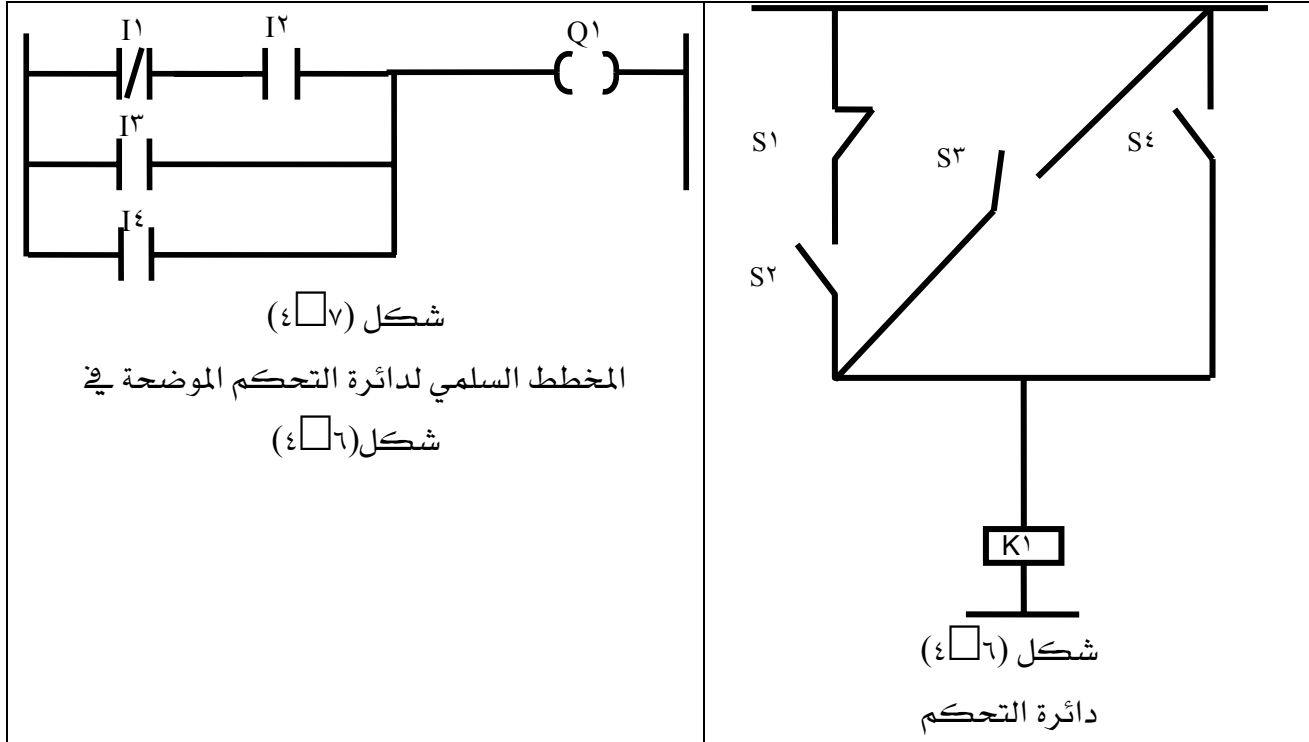 I١ I٢ Q١
I٣
I٤
شكل (٧□٤)
المخطط السلمي لدائرة التحكم الموضحة في
شكل(٦□٤)
S١ S٣ S٤
S٢
K١
شكل (٦□٤)
دائرة التحكم